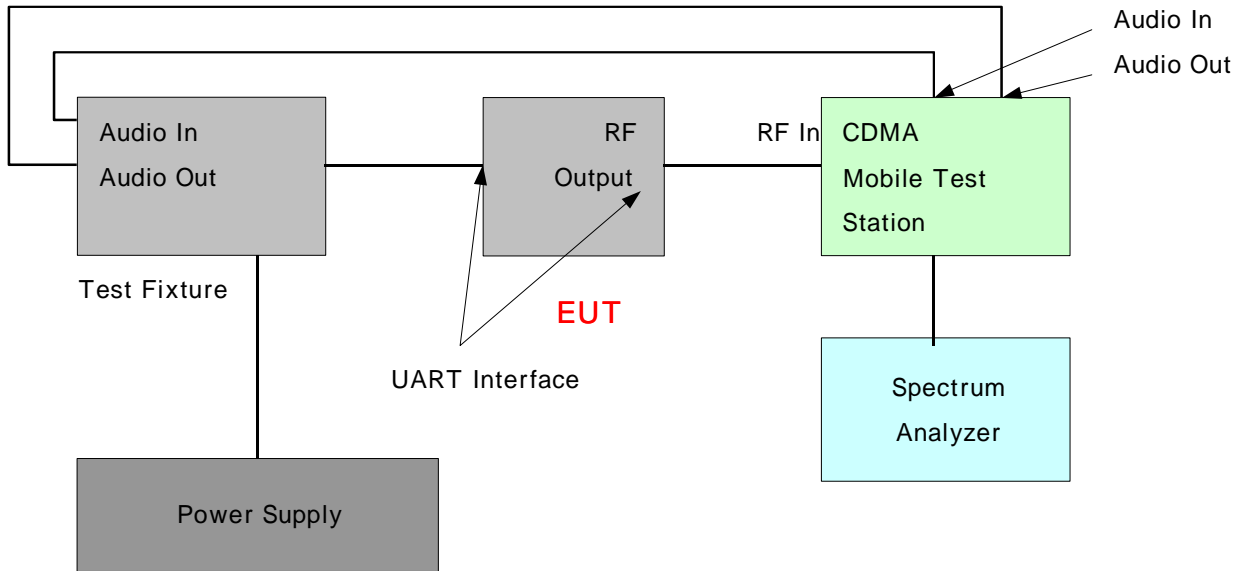 Audio In
Audio Out
Audio In
Audio Out
RF
Output
RF In
CDMA
Mobile Test
Station
Test Fixture
EUT
UART Interface
Spectrum
Analyzer
Power Supply